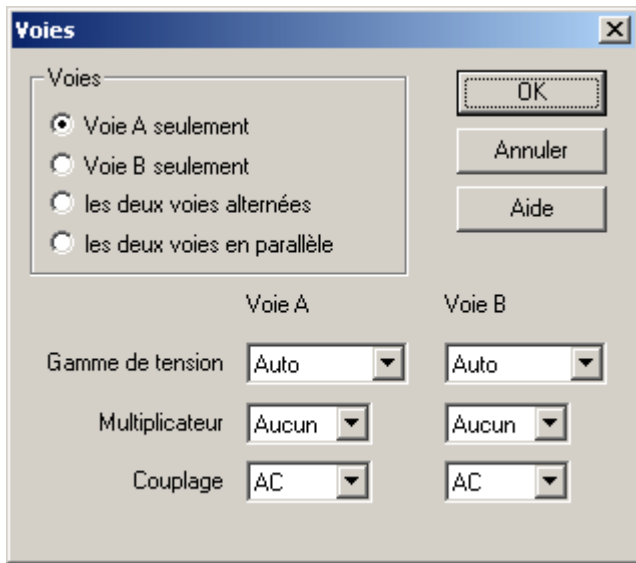 Voies
Voies
Voie A seulement
Voie B seulement
les deux voies alternées
les deux voies en parallèle
OK
Annuler
Aide
Voie A Voie B
Gamme de tension Auto Auto
Multiplicateur Aucun Aucun
Couplage AC AC